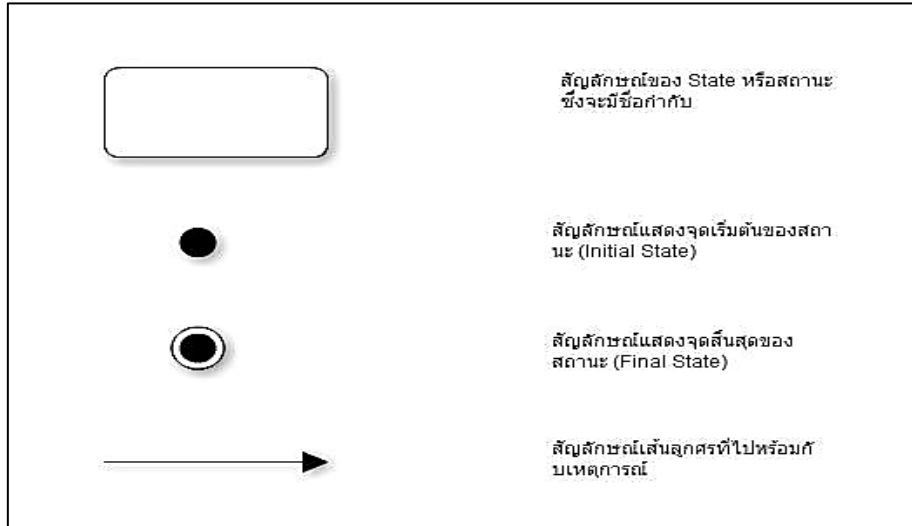 สัญลักษณ์ของ State หรือสถานะ
ซึ่งจะมีชื่อกำกับ
สัญลักษณ์แสดงจุดเริ่มต้นของสถา
นะ (Initial State)
สัญลักษณ์แสดงจุดสิ้นสุดของ
สถานะ (Final State)
สัญลักษณ์เส้นลูกศรที่ไปพร้อมกั
บเหตุการณ์